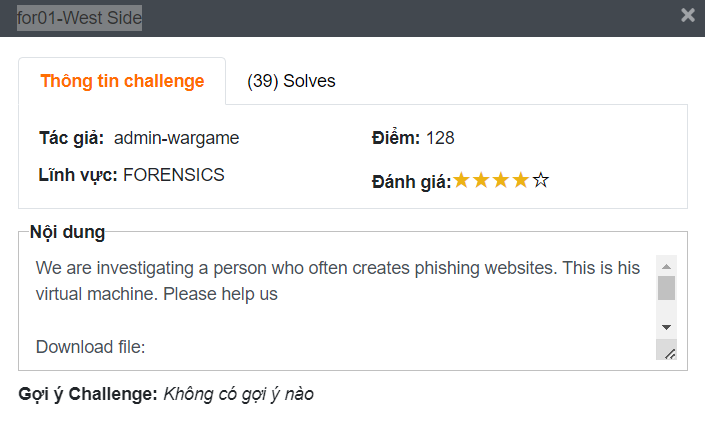 for01-West Side
Thông tin challenge (39) Solves
Tác giả: admin-wargame Điểm: 128
Lĩnh vực: FORENSICS Đánh giá:
Nội dung
We are investigating a person who often creates phishing websites. This is his
virtual machine. Please help us
Download file:
Gợi ý Challenge: Không có gợi ý nào